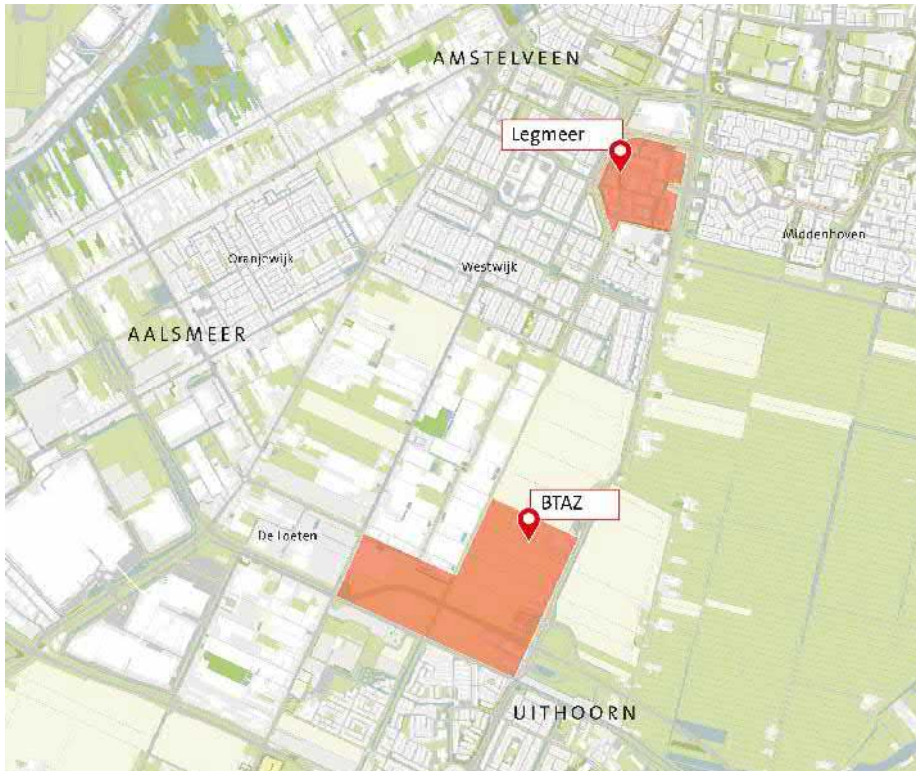 AMSTELVEEN
Legmeer
Middenhoven
Oranjewijk
Westwijk
AALSMEER
BTAZ
De Loeten
UITHOORN